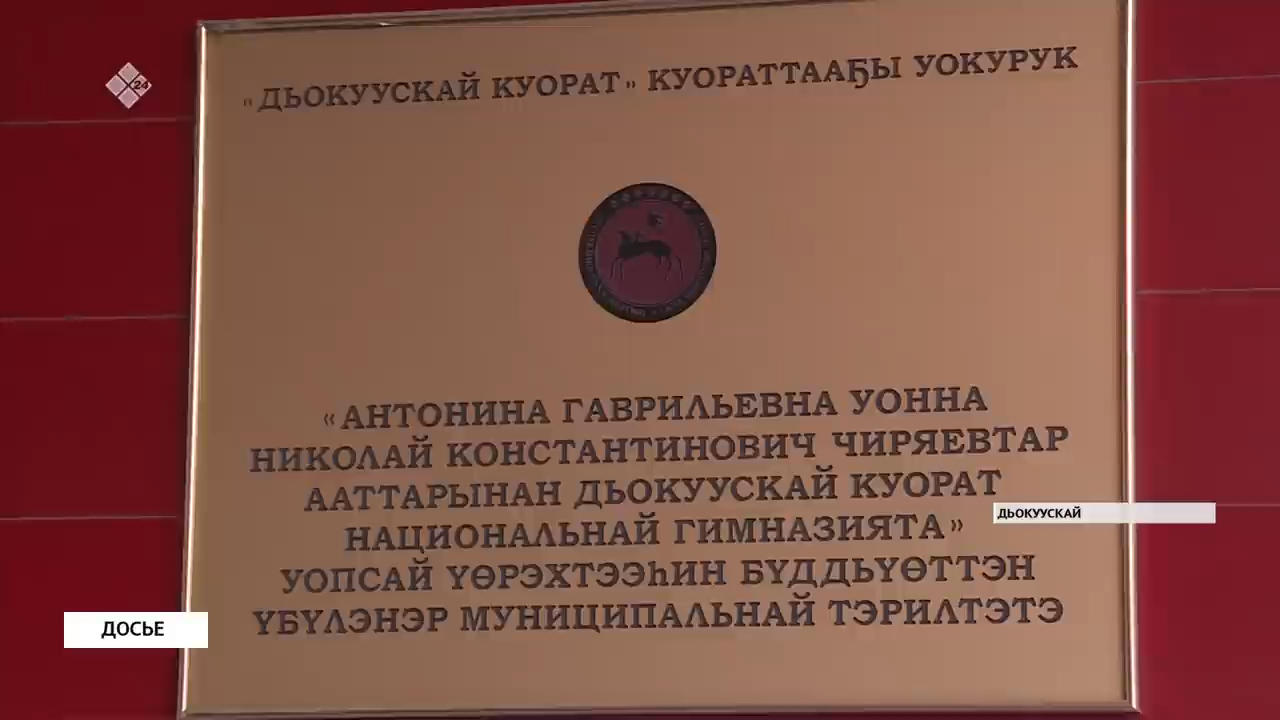 Х24
"ДЬОКУУСКАЙ КУОРАТ" КУОРАТТААҔЫ УОКУРУК
«АНТОНИНА ГАВРИЛЬЕВНА УОННА
НИКОЛАЙ КОНСТАНТИНОВИЧ ЧИРЯЕВТАР
ААТТАРЫНАН ДЬОКУУСКАЙ КУОРАТ
НАЦИОНАЛЬНАЙ ГИМНАЗИЯТА»
УОПСАЙ ҮӨРЭХТЭЭҺИН БҮДДЬҮӨТТЭН
ҮБҮЛЭНЭР МУНИЦИПАЛЬНАЙ ТЭРИЛТЭТЭ
ДЬОКУУСКАЙ
ДОСЬЕ